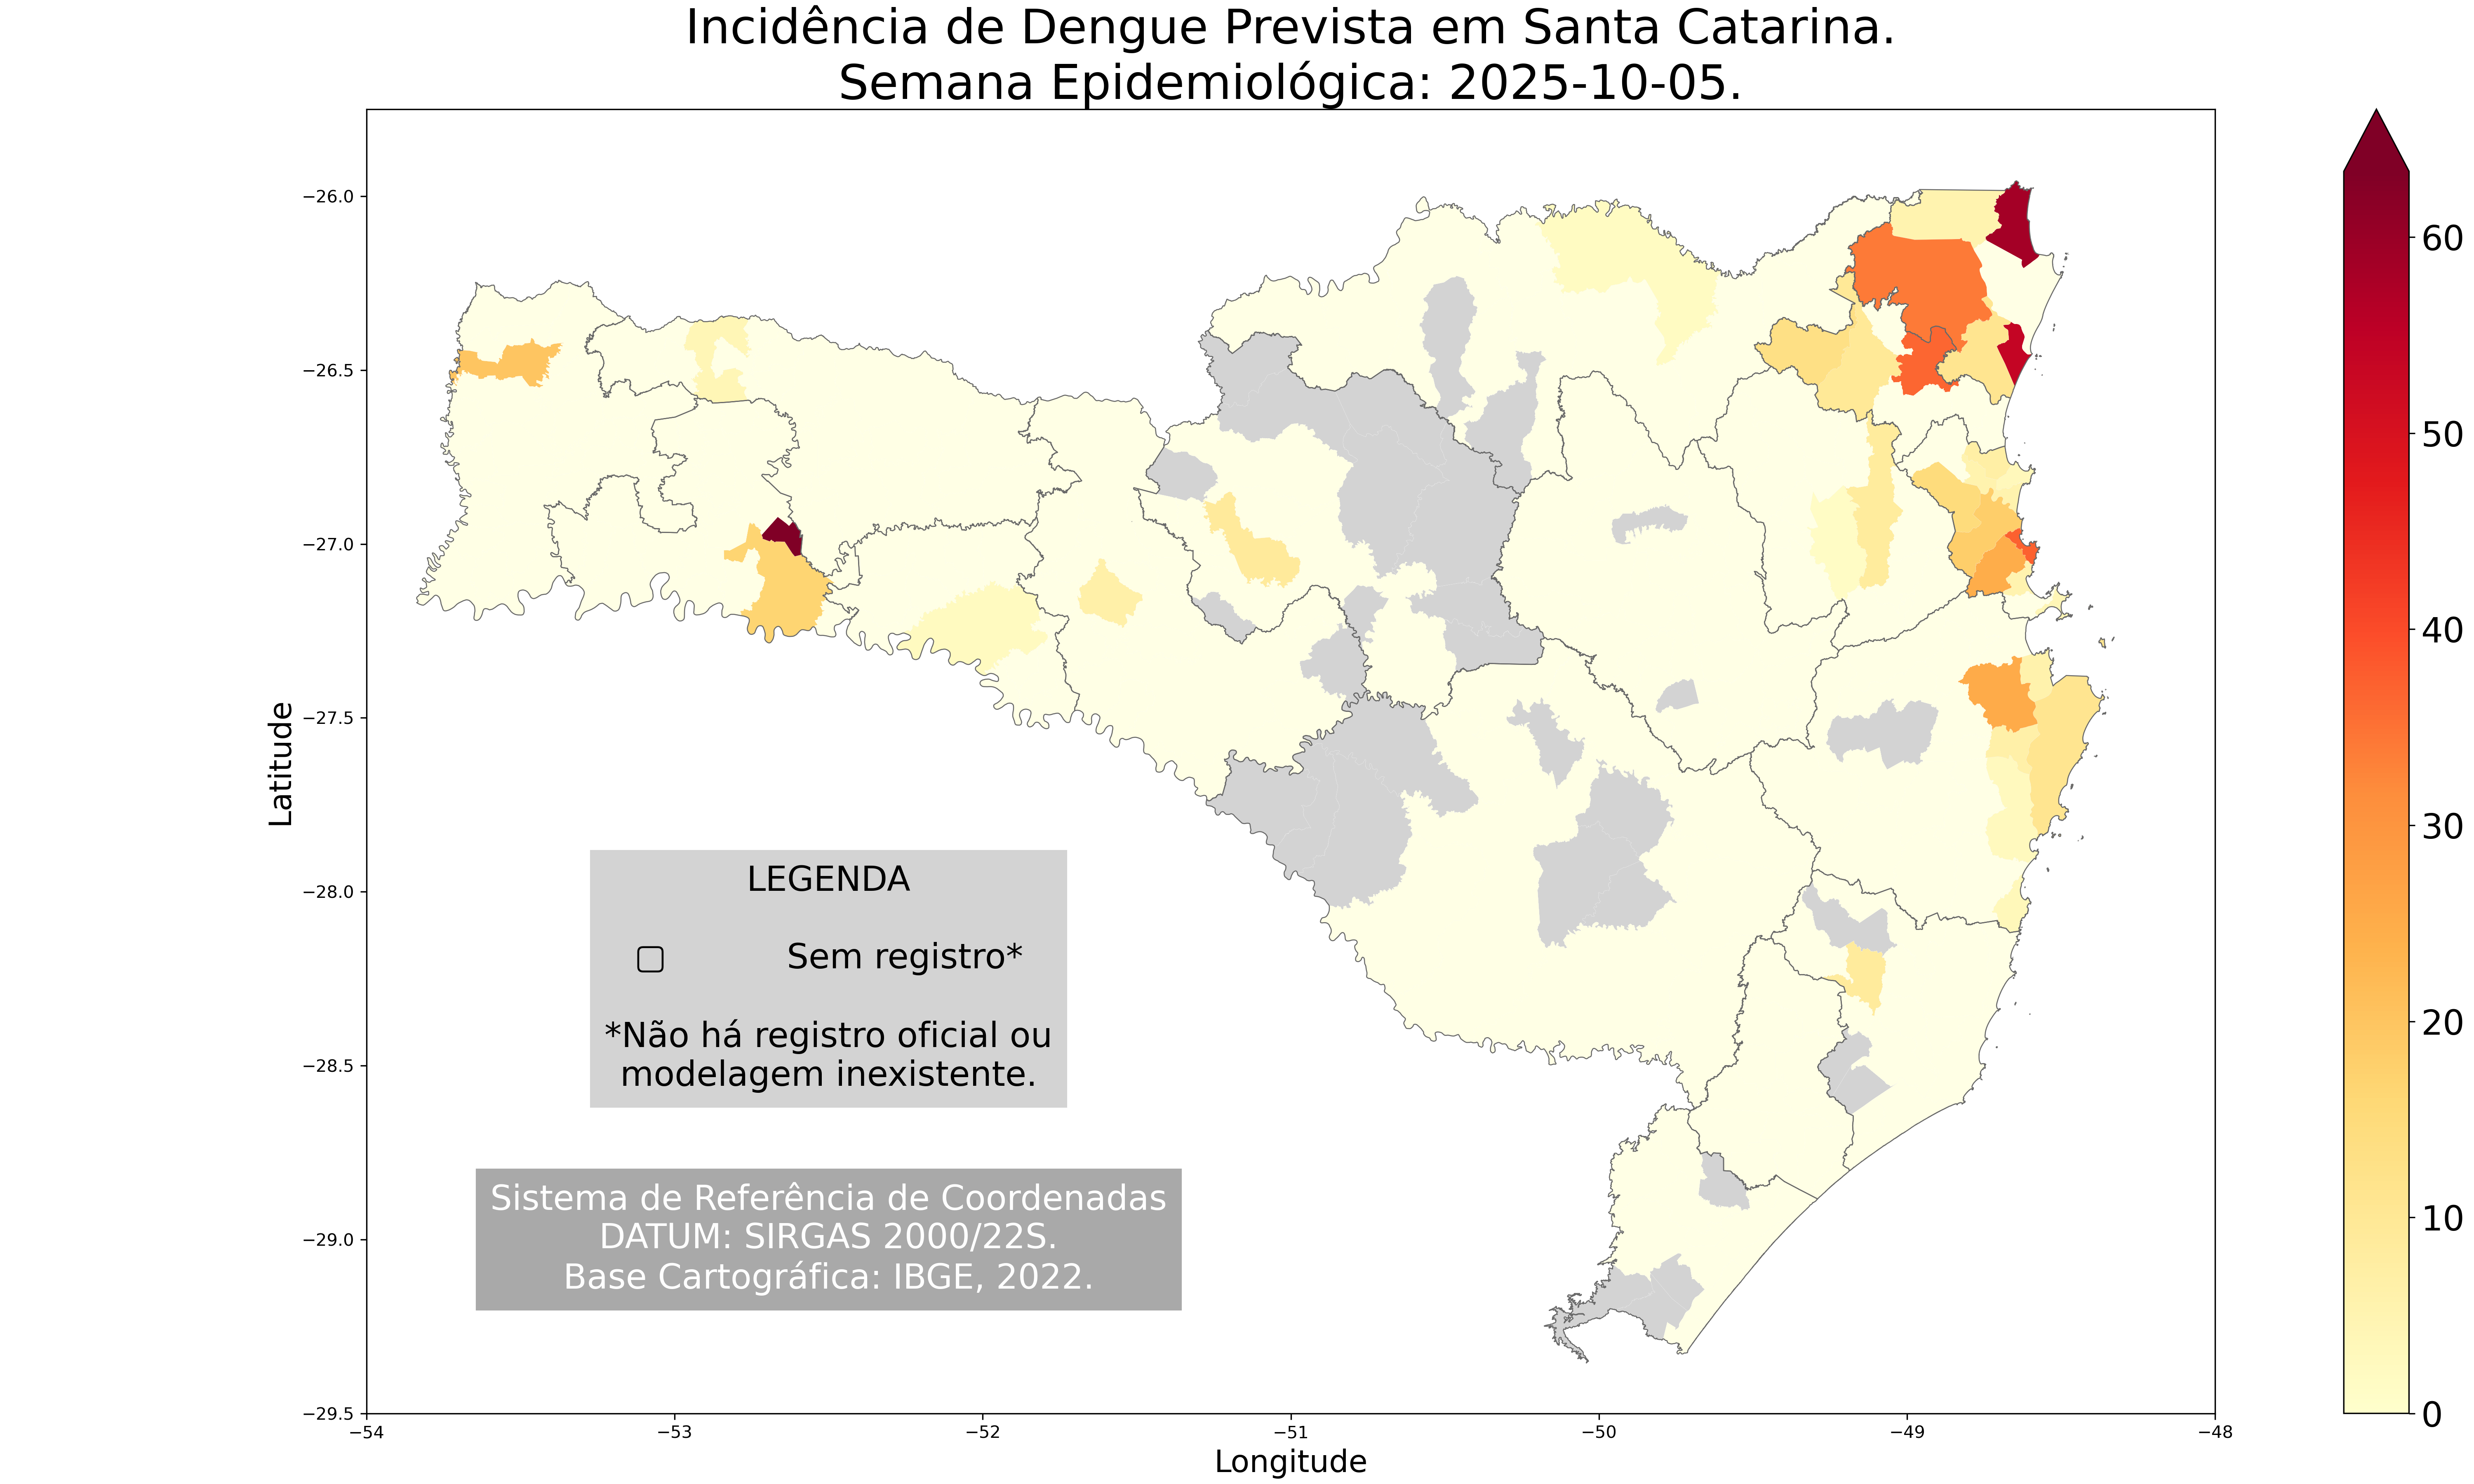 Incidência de Dengue Prevista em Santa Catarina.
Semana Epidemiológica: 2025-10-05.
−26.0
−26.5
−27.0
−27.5
−28.0
−28.5
−29.0
−29.5
Latitude
−54
−53
−52
−51
−50
−49
−48
Longitude
LEGENDA
Sem registro*
*Não há registro oficial ou
modelagem inexistente.
Sistema de Referência de Coordenadas
DATUM: SIRGAS 2000/22S.
Base Cartográfica: IBGE, 2022.
60
50
40
30
20
10
0